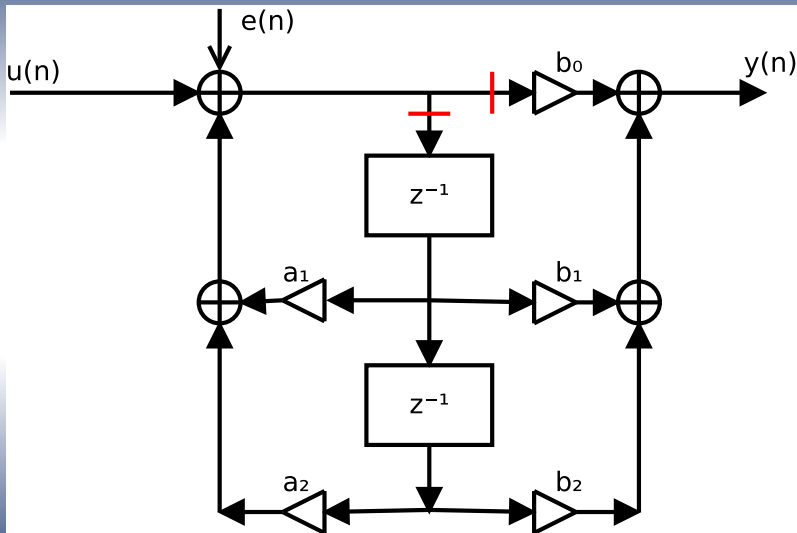 e(n)
u(n)
b₀
y(n)
z⁻¹
a₁
b₁
z⁻¹
a₂
b₂